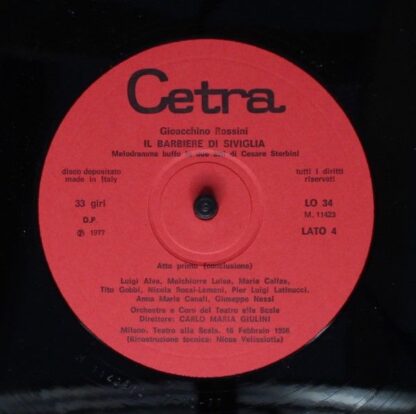 Cetra
Gioacchino Rossini
IL BARBIERE DI SIVIGLIA
Melodramma buffo in due atti di Cesare Sterbini
disco depositato
made in Italy
tutti i diritti
riservati
33 giri
D.P.
Ⓟ 1977
LO 34
M. 11423
LATO 4
Atto primo (conclusione)
Luigi Alva, Melchiorre Luise, Maria Callas,
Tito Gobbi, Nicola Rossi-Lemeni, Pier Luigi Latinucci,
Anna Maria Canali, Giuseppe Nessi
Orchestra e Coro del Teatro alla Scala
Direttore: CARLO MARIA GIULINI
Milano, Teatro alla Scala, 16 Febbraio 1956
(Ricostruzione tecnica: Nicos Velissiotis)